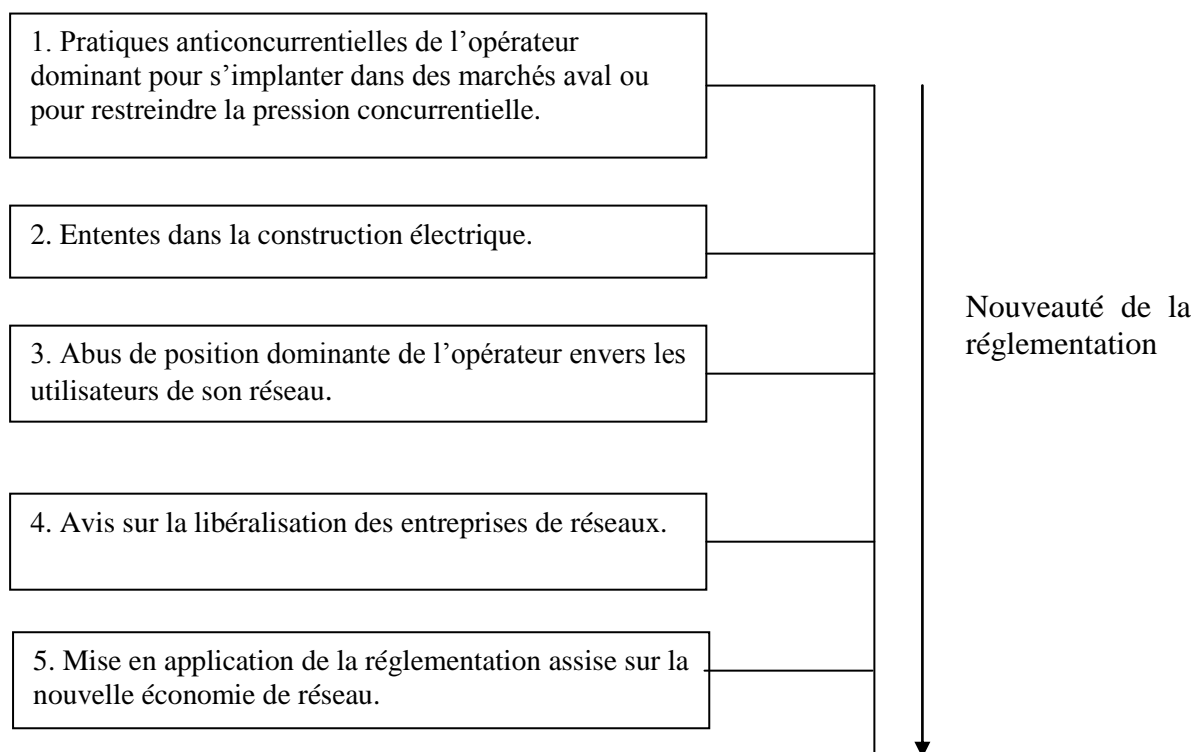 1. Pratiques anticoncurrentielles de l’opérateur
dominant pour s’implanter dans des marchés aval ou
pour restreindre la pression concurrentielle.
2. Ententes dans la construction électrique.
3. Abus de position dominante de l’opérateur envers les
utilisateurs de son réseau.
4. Avis sur la libéralisation des entreprises de réseaux.
5. Mise en application de la réglementation assise sur la
nouvelle économie de réseau.
Nouveauté de la
réglementation